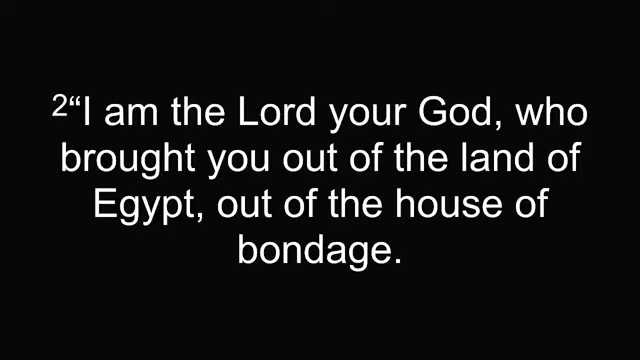 ²“I am the Lord your God, who
brought you out of the land of
Egypt, out of the house of
bondage.